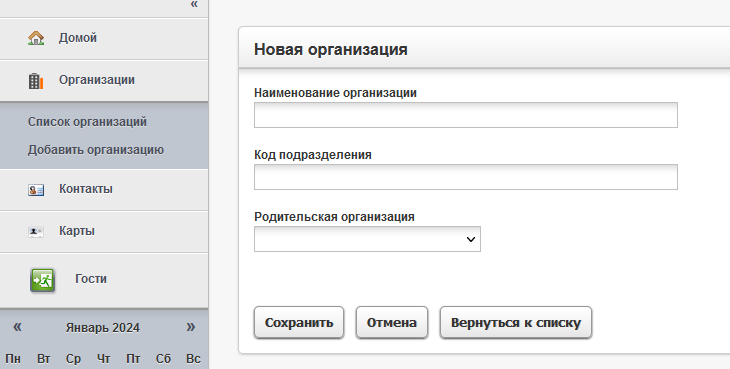 «
Домой
Организации
Список организаций
Добавить организацию
Контакты
Карты
Гости
« Январь 2024 »
Пн Вт Ср Чт Пт Сб Вс
Новая организация
Наименование организации
Код подразделения
Родительская организация
Сохранить Отмена Вернуться к списку